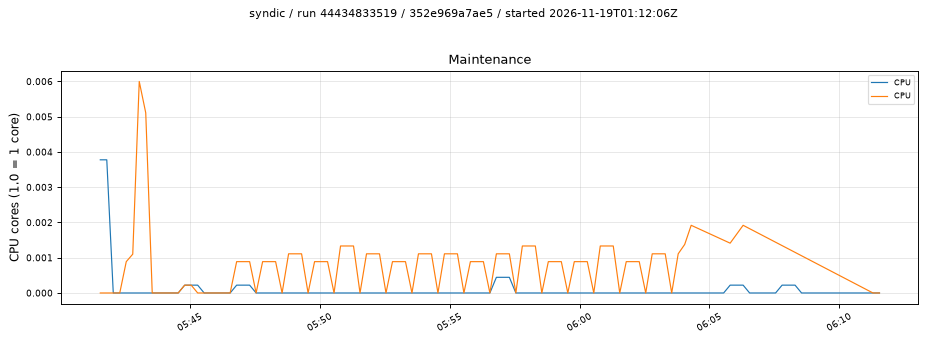 syndic / run 44434833519 / 352e969a7ae5 / started 2026-11-19T01:12:06Z
Maintenance
CPU cores (1.0 = 1 core)
0.006
0.005
0.004
0.003
0.002
0.001
0.000
CPU
CPU
05:45
05:50
05:55
06:00
06:05
06:10